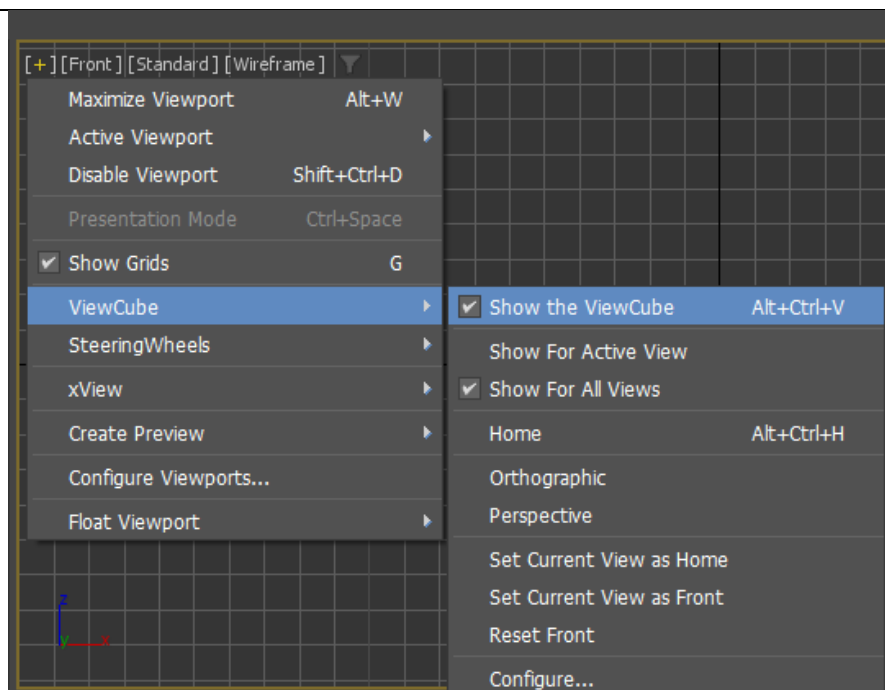 [+][Front][Standard][Wireframe]
Maximize Viewport Alt+W
Active Viewport
Disable Viewport Shift+Ctrl+D
Presentation Mode Ctrl+Space
Show Grids G
ViewCube
SteeringWheels
xView
Create Preview
Configure Viewports...
Float Viewport
Show the ViewCube Alt+Ctrl+V
Show For Active View
Show For All Views
Home Alt+Ctrl+H
Orthographic
Perspective
Set Current View as Home
Set Current View as Front
Reset Front
Configure...
z
y x